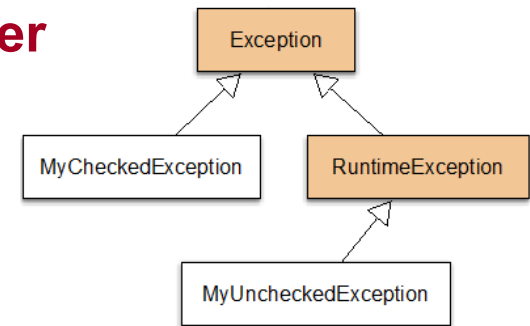 er
Exception
MyCheckedException
RuntimeException
MyUncheckedException